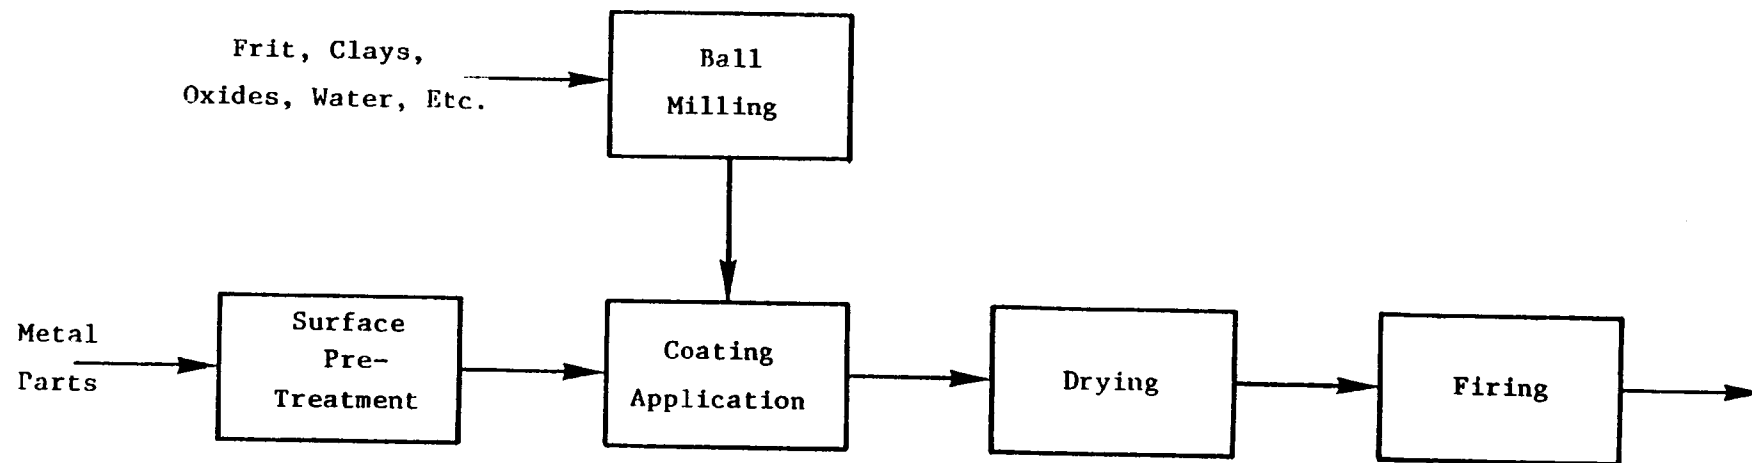 Frit, Clays,
Oxides, Water, Etc.
Ball
Milling
Metal
Parts
Surface
Pre-
Treatment
Coating
Application
Drying
Firing